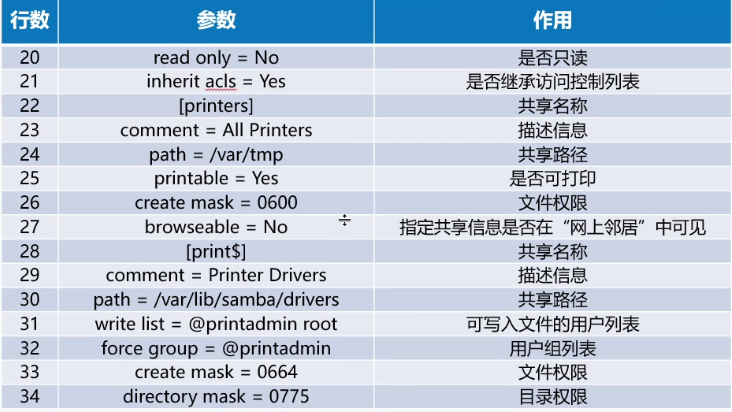 行数 参数 作用
20 read only = No 是否只读
21 inherit acls = Yes 是否继承访问控制列表
22 [printers] 共享名称
23 comment = All Printers 描述信息
24 path = /var/tmp 共享路径
25 printable = Yes 是否可打印
26 create mask = 0600 文件权限
27 browseable = No 指定共享信息是否在“网上邻居”中可见
28 [print$] 共享名称
29 comment = Printer Drivers 描述信息
30 path = /var/lib/samba/drivers 共享路径
31 write list = @printadmin root 可写入文件的用户列表
32 force group = @printadmin 用户组列表
33 create mask = 0664 文件权限
34 directory mask = 0775 目录权限